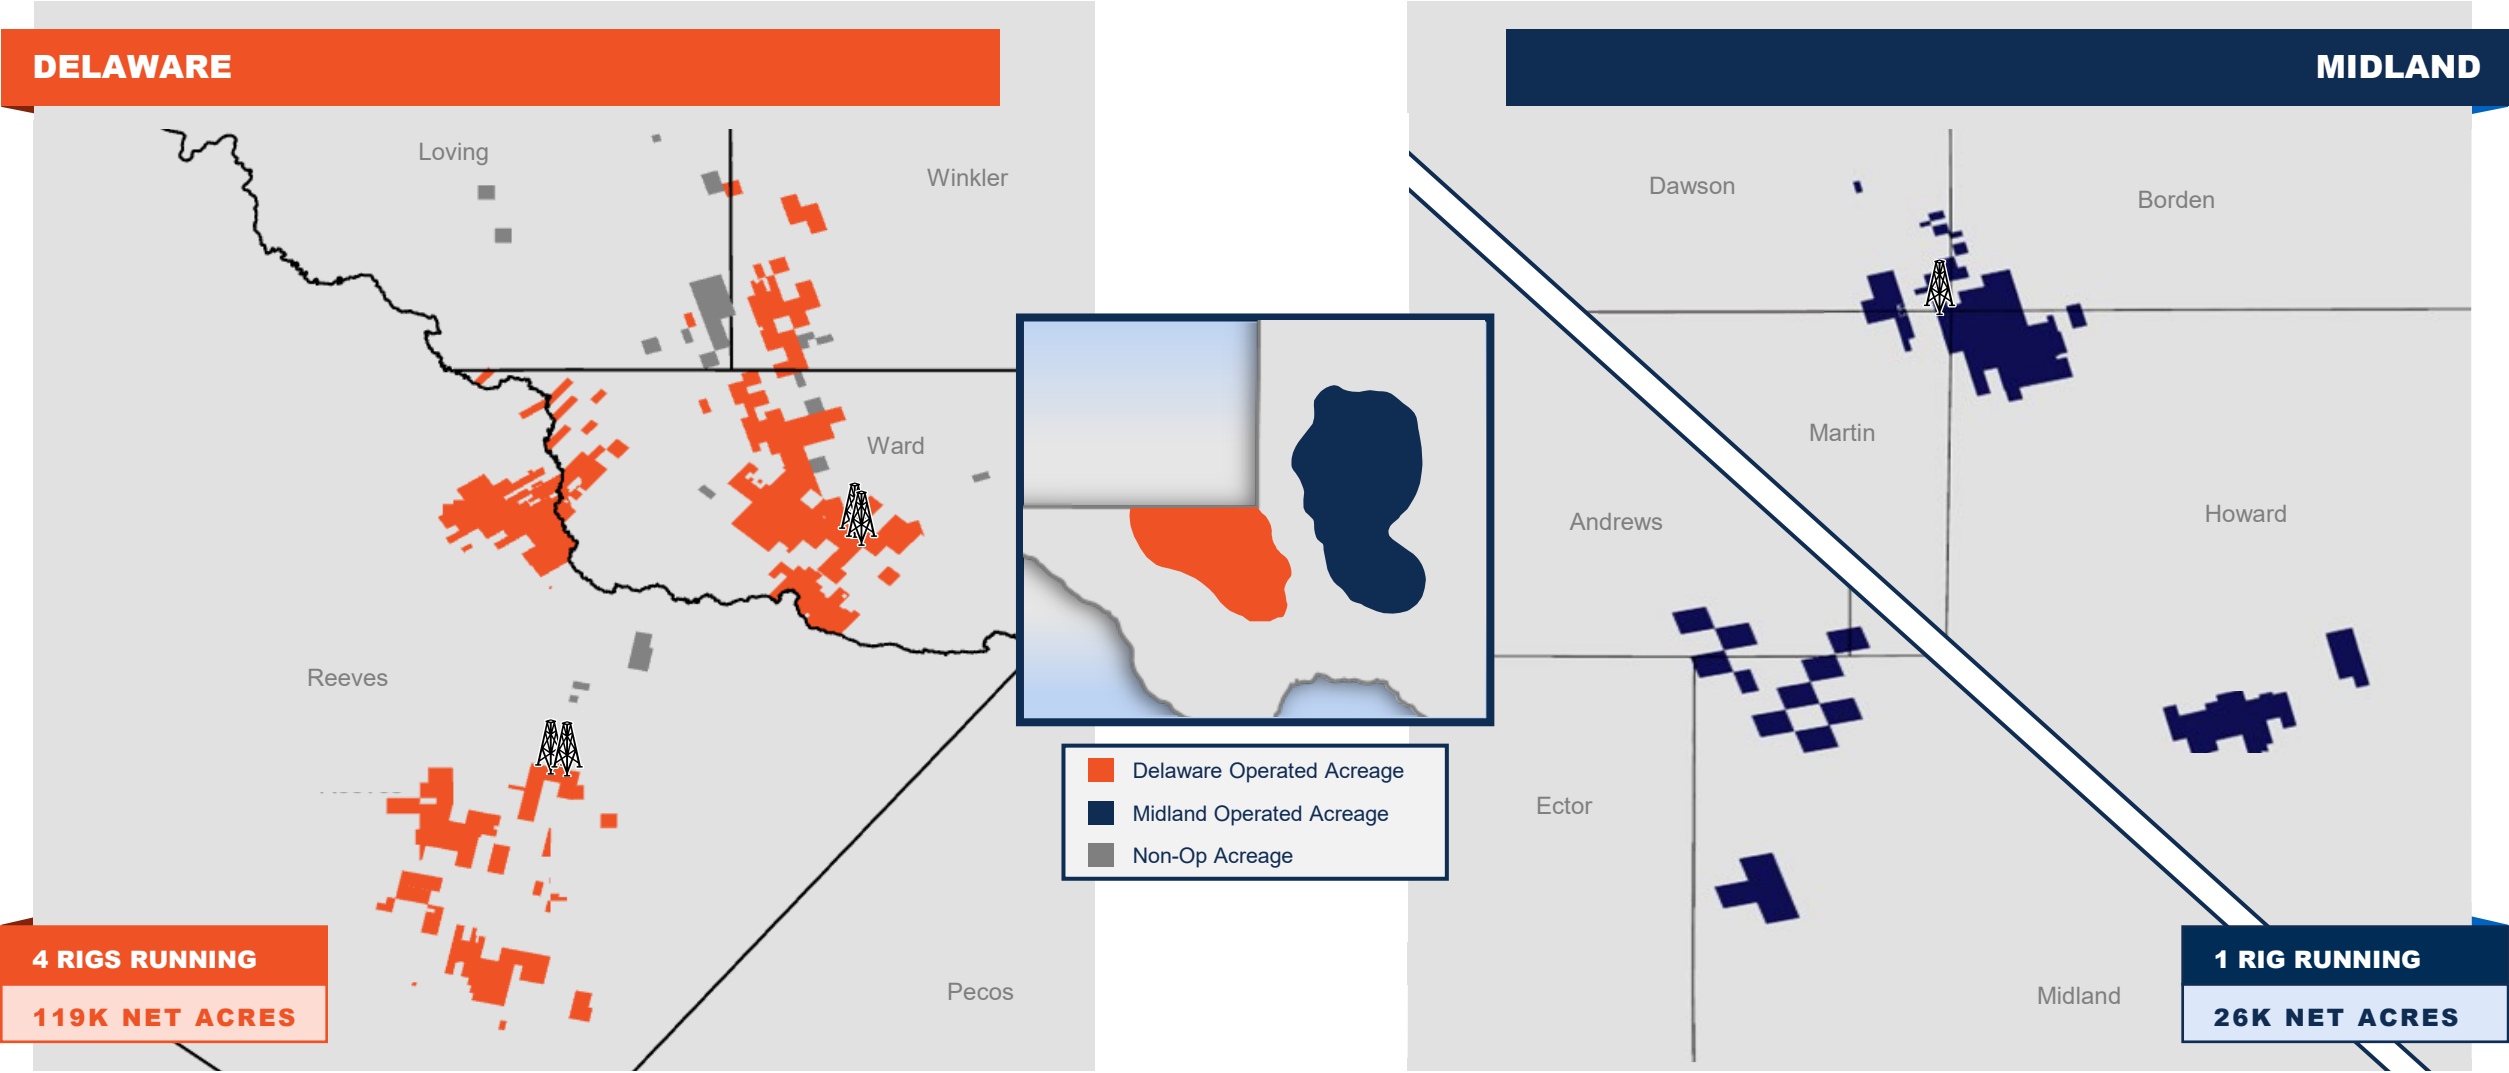 DELAWARE
MIDLAND
Loving
Winkler
Ward
Reeves
Pecos
Dawson
Borden
Martin
Andrews
Howard
Ector
Midland
Delaware Operated Acreage
Midland Operated Acreage
Non-Op Acreage
4 RIGS RUNNING
119K NET ACRES
1 RIG RUNNING
26K NET ACRES